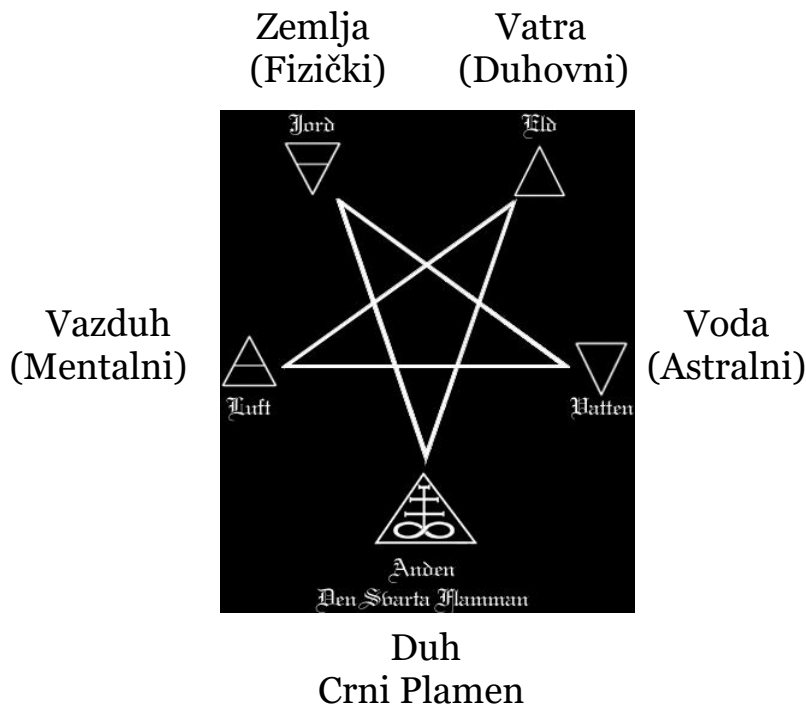 Zemlja
(Fizički)
Vatra
(Duhovni)
Jord
Eld
Vazduh
(Mentalni)
Voda
(Astralni)
Luft
Vatten
Anden
Den Svarta Flamman
Duh
Crni Plamen